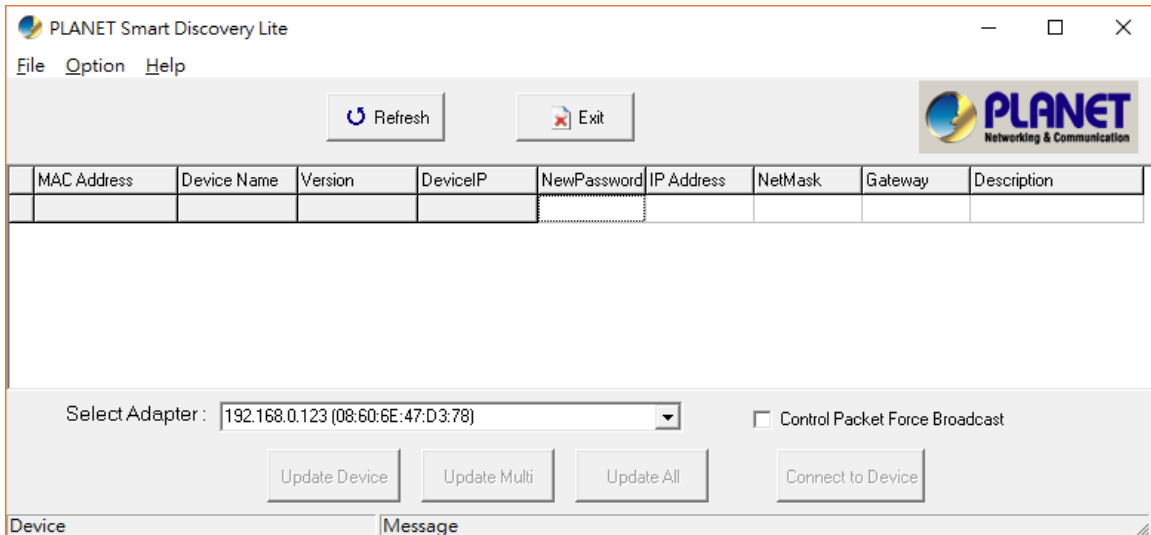 PLANET Smart Discovery Lite
File Option Help
Refresh Exit PLANET
Networking & Communication
MAC Address Device Name Version DeviceIP NewPassword IP Address NetMask Gateway Description
Select Adapter : 192.168.0.123 (08:60:6E:47:D3:78) Control Packet Force Broadcast
Update Device Update Multi Update All Connect to Device
Device Message